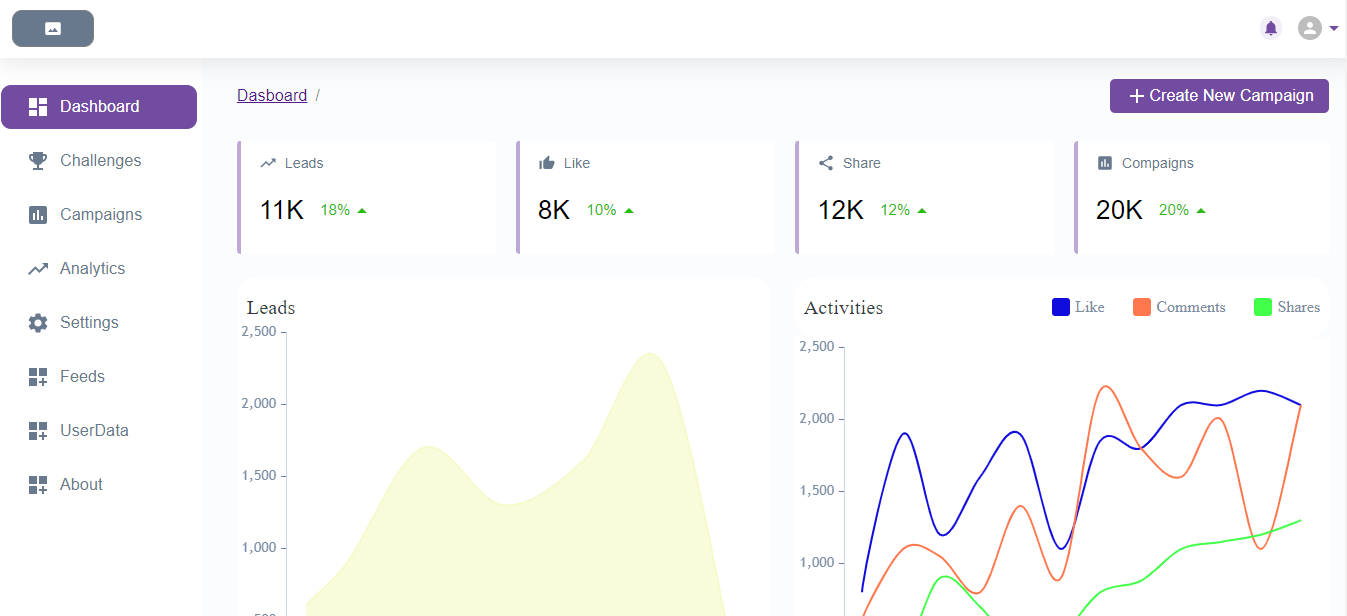 Dashboard
Challenges
Campaigns
Analytics
Settings
Feeds
UserData
About
Dasboard /
Create New Campaign
Leads
11K 18%
Like
8K 10%
Share
12K 12%
Compaigns
20K 20%
Leads
2,500
2,000
1,500
1,000
Activities
Like Comments Shares
2,500
2,000
1,500
1,000